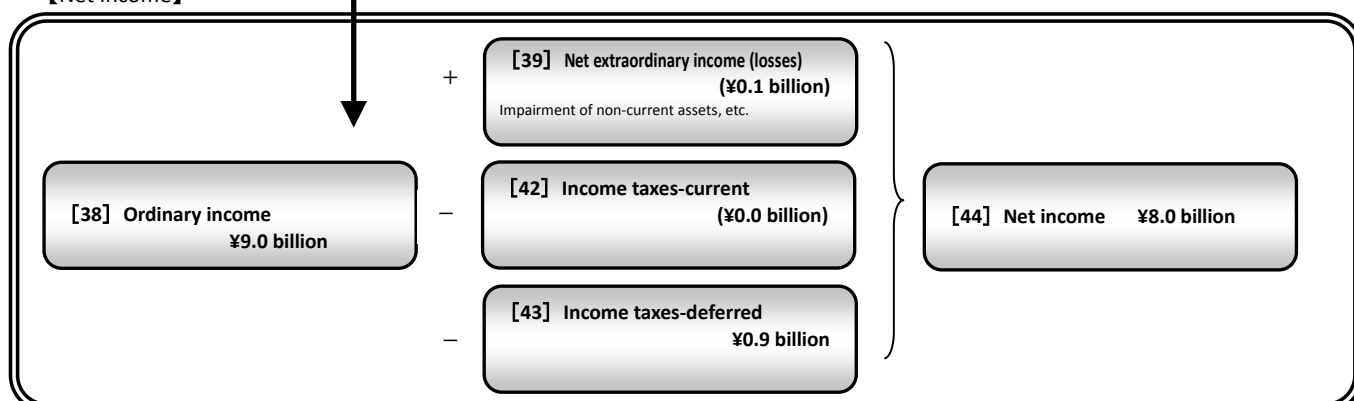 【Net income】
+
［39］ Net extraordinary income (losses)
(¥0.1 billion)
Impairment of non-current assets, etc.
［38］ Ordinary income
¥9.0 billion
－
［42］ Income taxes-current
(¥0.0 billion)
［44］ Net income ¥8.0 billion
－
［43］ Income taxes-deferred
¥0.9 billion